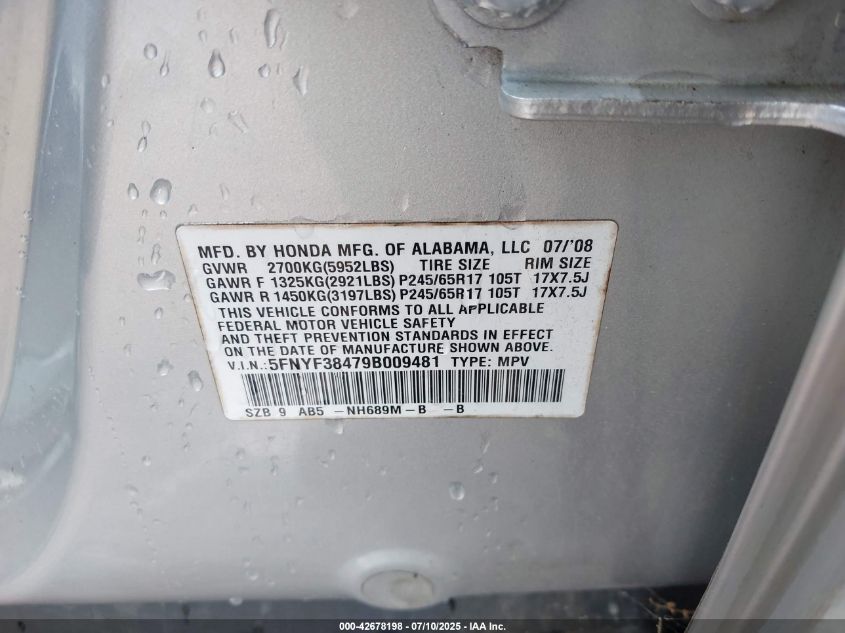 MFD. BY HONDA MFG. OF ALABAMA, LLC 07/'08
GVWR 2700KG(5952LBS) TIRE SIZE RIM SIZE
GAWR F 1325KG(2921LBS) P245/65R17 105T 17X7.5J
GAWR R 1450KG(3197LBS) P245/65R17 105T 17X7.5J
THIS VEHICLE CONFORMS TO ALL APPLICABLE
FEDERAL MOTOR VEHICLE SAFETY
AND THEFT PREVENTION STANDARDS IN EFFECT
ON THE DATE OF MANUFACTURE SHOWN ABOVE.
V.I.N.:5FNYF38479B009481 TYPE: MPV
SZB 9 AB5 -NH689M-B -B
000-42678198 - 07/10/2025 - IAA Inc.